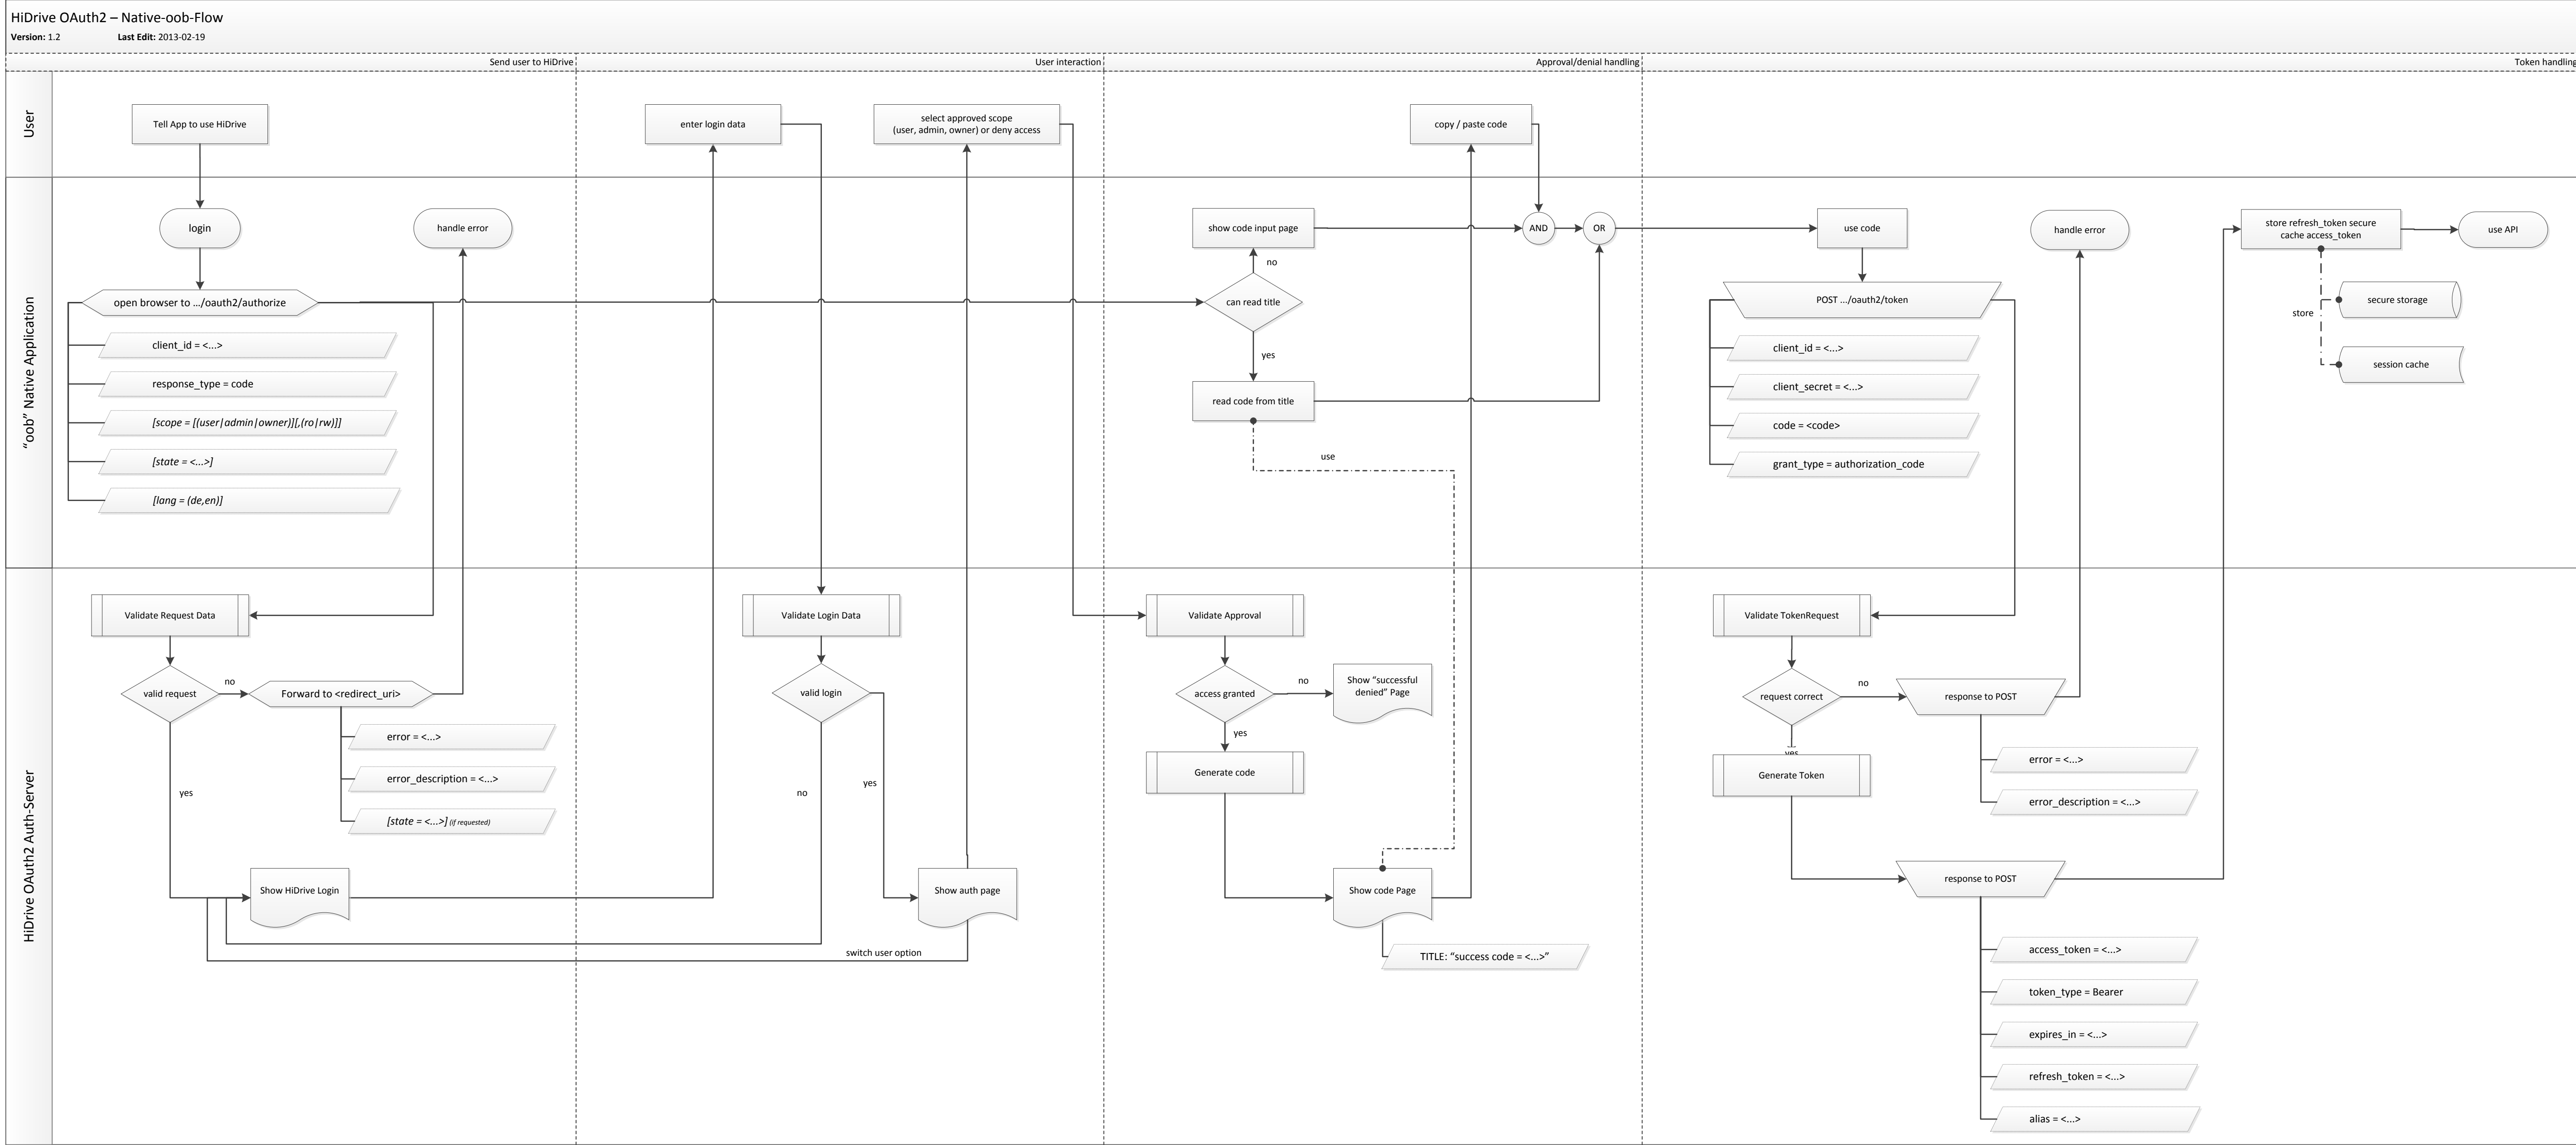 HiDrive OAuth2 – Native-oob-Flow
Version: 1.2 Last Edit: 2013-02-19
Send user to HiDrive
User interaction
Approval/denial handling
Token handling
User
Tell App to use HiDrive
enter login data
select approved scope
(user, admin, owner) or deny access
copy / paste code
“oob” Native Application
login
handle error
open browser to .../oauth2/authorize
client_id = <...>
response_type = code
[scope = [(user|admin|owner)][,(ro|rw)]]
[state = <...>]
[lang = (de,en)]
show code input page
no
can read title
yes
read code from title
use
AND
OR
use code
POST .../oauth2/token
client_id = <...>
client_secret = <...>
code = <code>
grant_type = authorization_code
handle error
store refresh_token secure
cache access_token
use API
secure storage
store
session cache
HiDrive OAuth2 Auth-Server
Validate Request Data
valid request
no
Forward to <redirect_uri>
error = <...>
error_description = <...>
[state = <...>] (if requested)
yes
Show HiDrive Login
Validate Login Data
valid login
no
yes
Show auth page
switch user option
Validate Approval
access granted
no
Show “successful
denied” Page
yes
Generate code
Show code Page
TITLE: “success code = <...>”
Validate TokenRequest
request correct
no
response to POST
error = <...>
error_description = <...>
yes
Generate Token
response to POST
access_token = <...>
token_type = Bearer
expires_in = <...>
refresh_token = <...>
alias = <...>